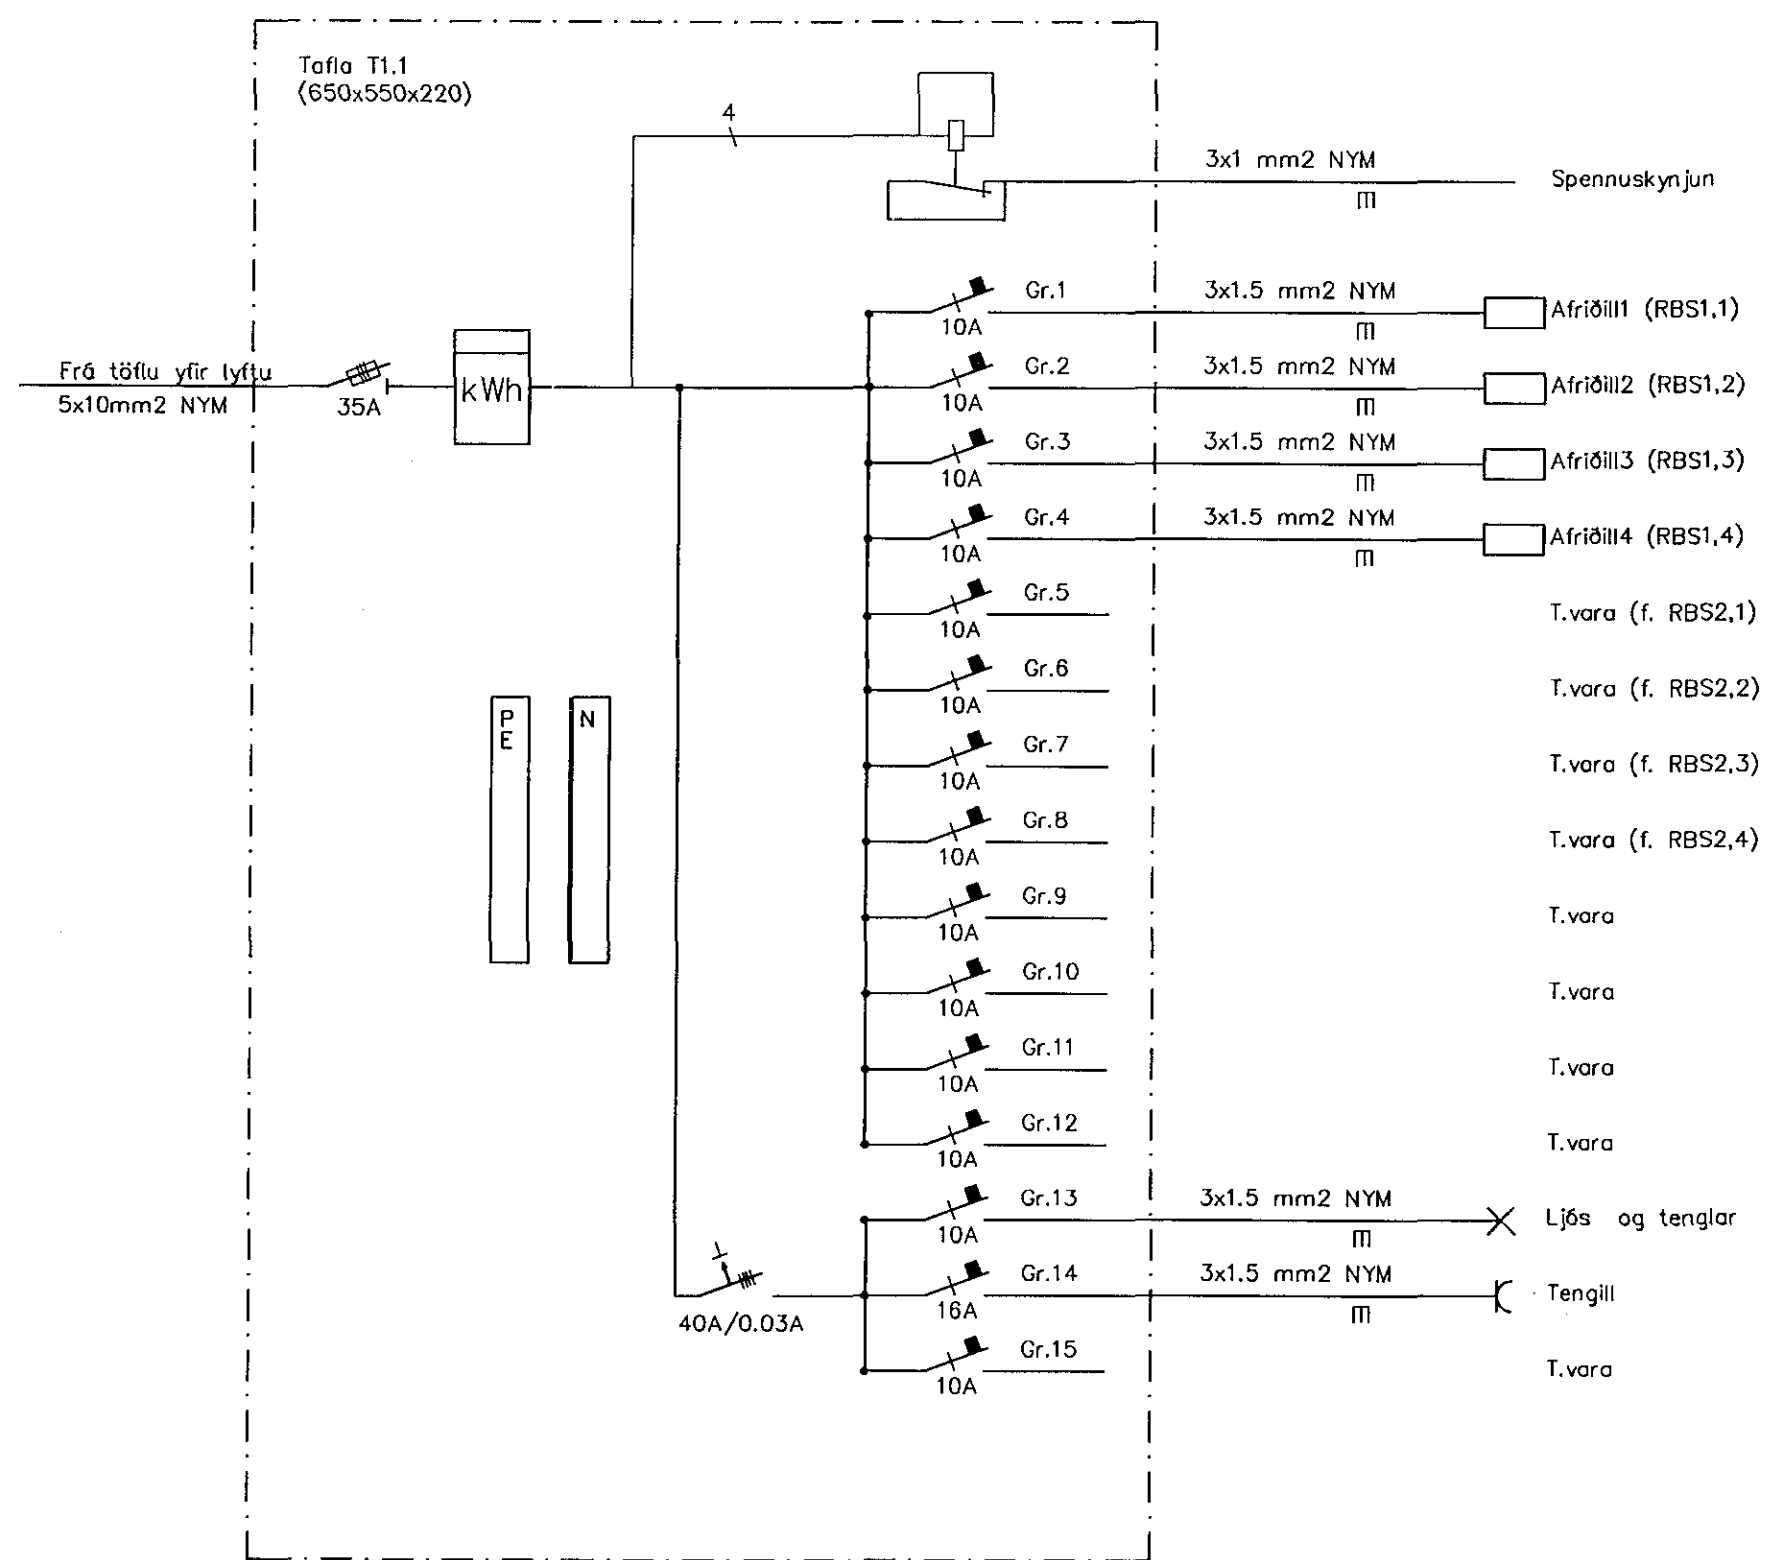 Tafla T1.1
(650x550x220)
4
3x1 mm2 NYM
Spennuskynjun
Gr.1
3x1.5 mm2 NYM
10A
Afriðill1 (RBS1,1)
Frá töflu yfir lyftu
5x10mm2 NYM
35A
kWh
Gr.2
3x1.5 mm2 NYM
10A
Afriðill2 (RBS1,2)
Gr.3
3x1.5 mm2 NYM
10A
Afriðill3 (RBS1,3)
Gr.4
3x1.5 mm2 NYM
10A
Afriðill4 (RBS1,4)
Gr.5
10A
T.vara (f. RBS2,1)
Gr.6
10A
T.vara (f. RBS2,2)
PE
N
Gr.7
10A
T.vara (f. RBS2,3)
Gr.8
10A
T.vara (f. RBS2,4)
Gr.9
10A
T.vara
Gr.10
10A
T.vara
Gr.11
10A
T.vara
Gr.12
10A
T.vara
Gr.13
3x1.5 mm2 NYM
10A
Ljós og tenglar
Gr.14
3x1.5 mm2 NYM
16A
Tengill
40A/0.03A
Gr.15
10A
T.vara